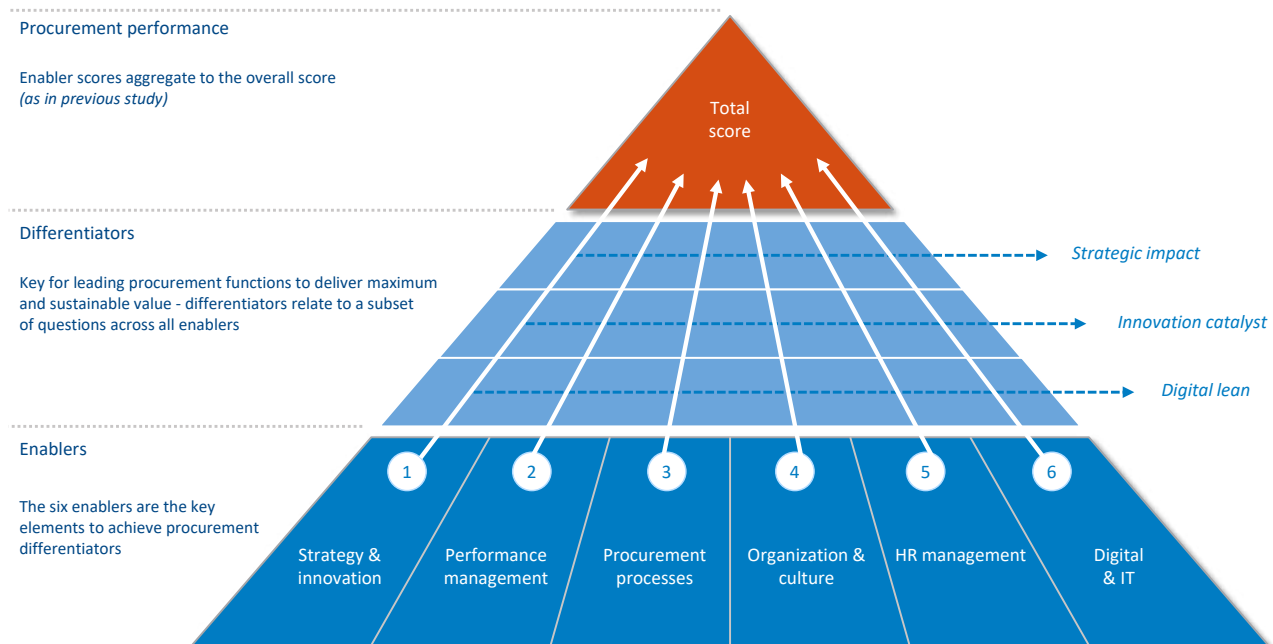 Procurement performance
Enabler scores aggregate to the overall score
(as in previous study)
Total
score
Differentiators
Key for leading procurement functions to deliver maximum
and sustainable value - differentiators relate to a subset
of questions across all enablers
Strategic impact
Innovation catalyst
Digital lean
Enablers
The six enablers are the key
elements to achieve procurement
differentiators
1
2
3
4
5
6
Strategy &
innovation
Performance
management
Procurement
processes
Organization &
culture
HR management
Digital
& IT